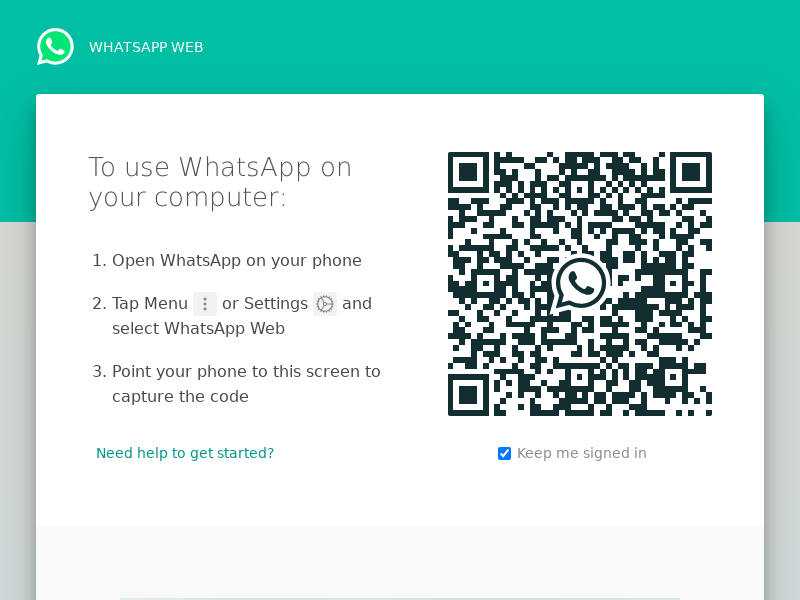 WHATSAPP WEB
To use WhatsApp on
your computer:
1. Open WhatsApp on your phone
2. Tap Menu or Settings and
select WhatsApp Web
3. Point your phone to this screen to
capture the code
Need help to get started?
Keep me signed in